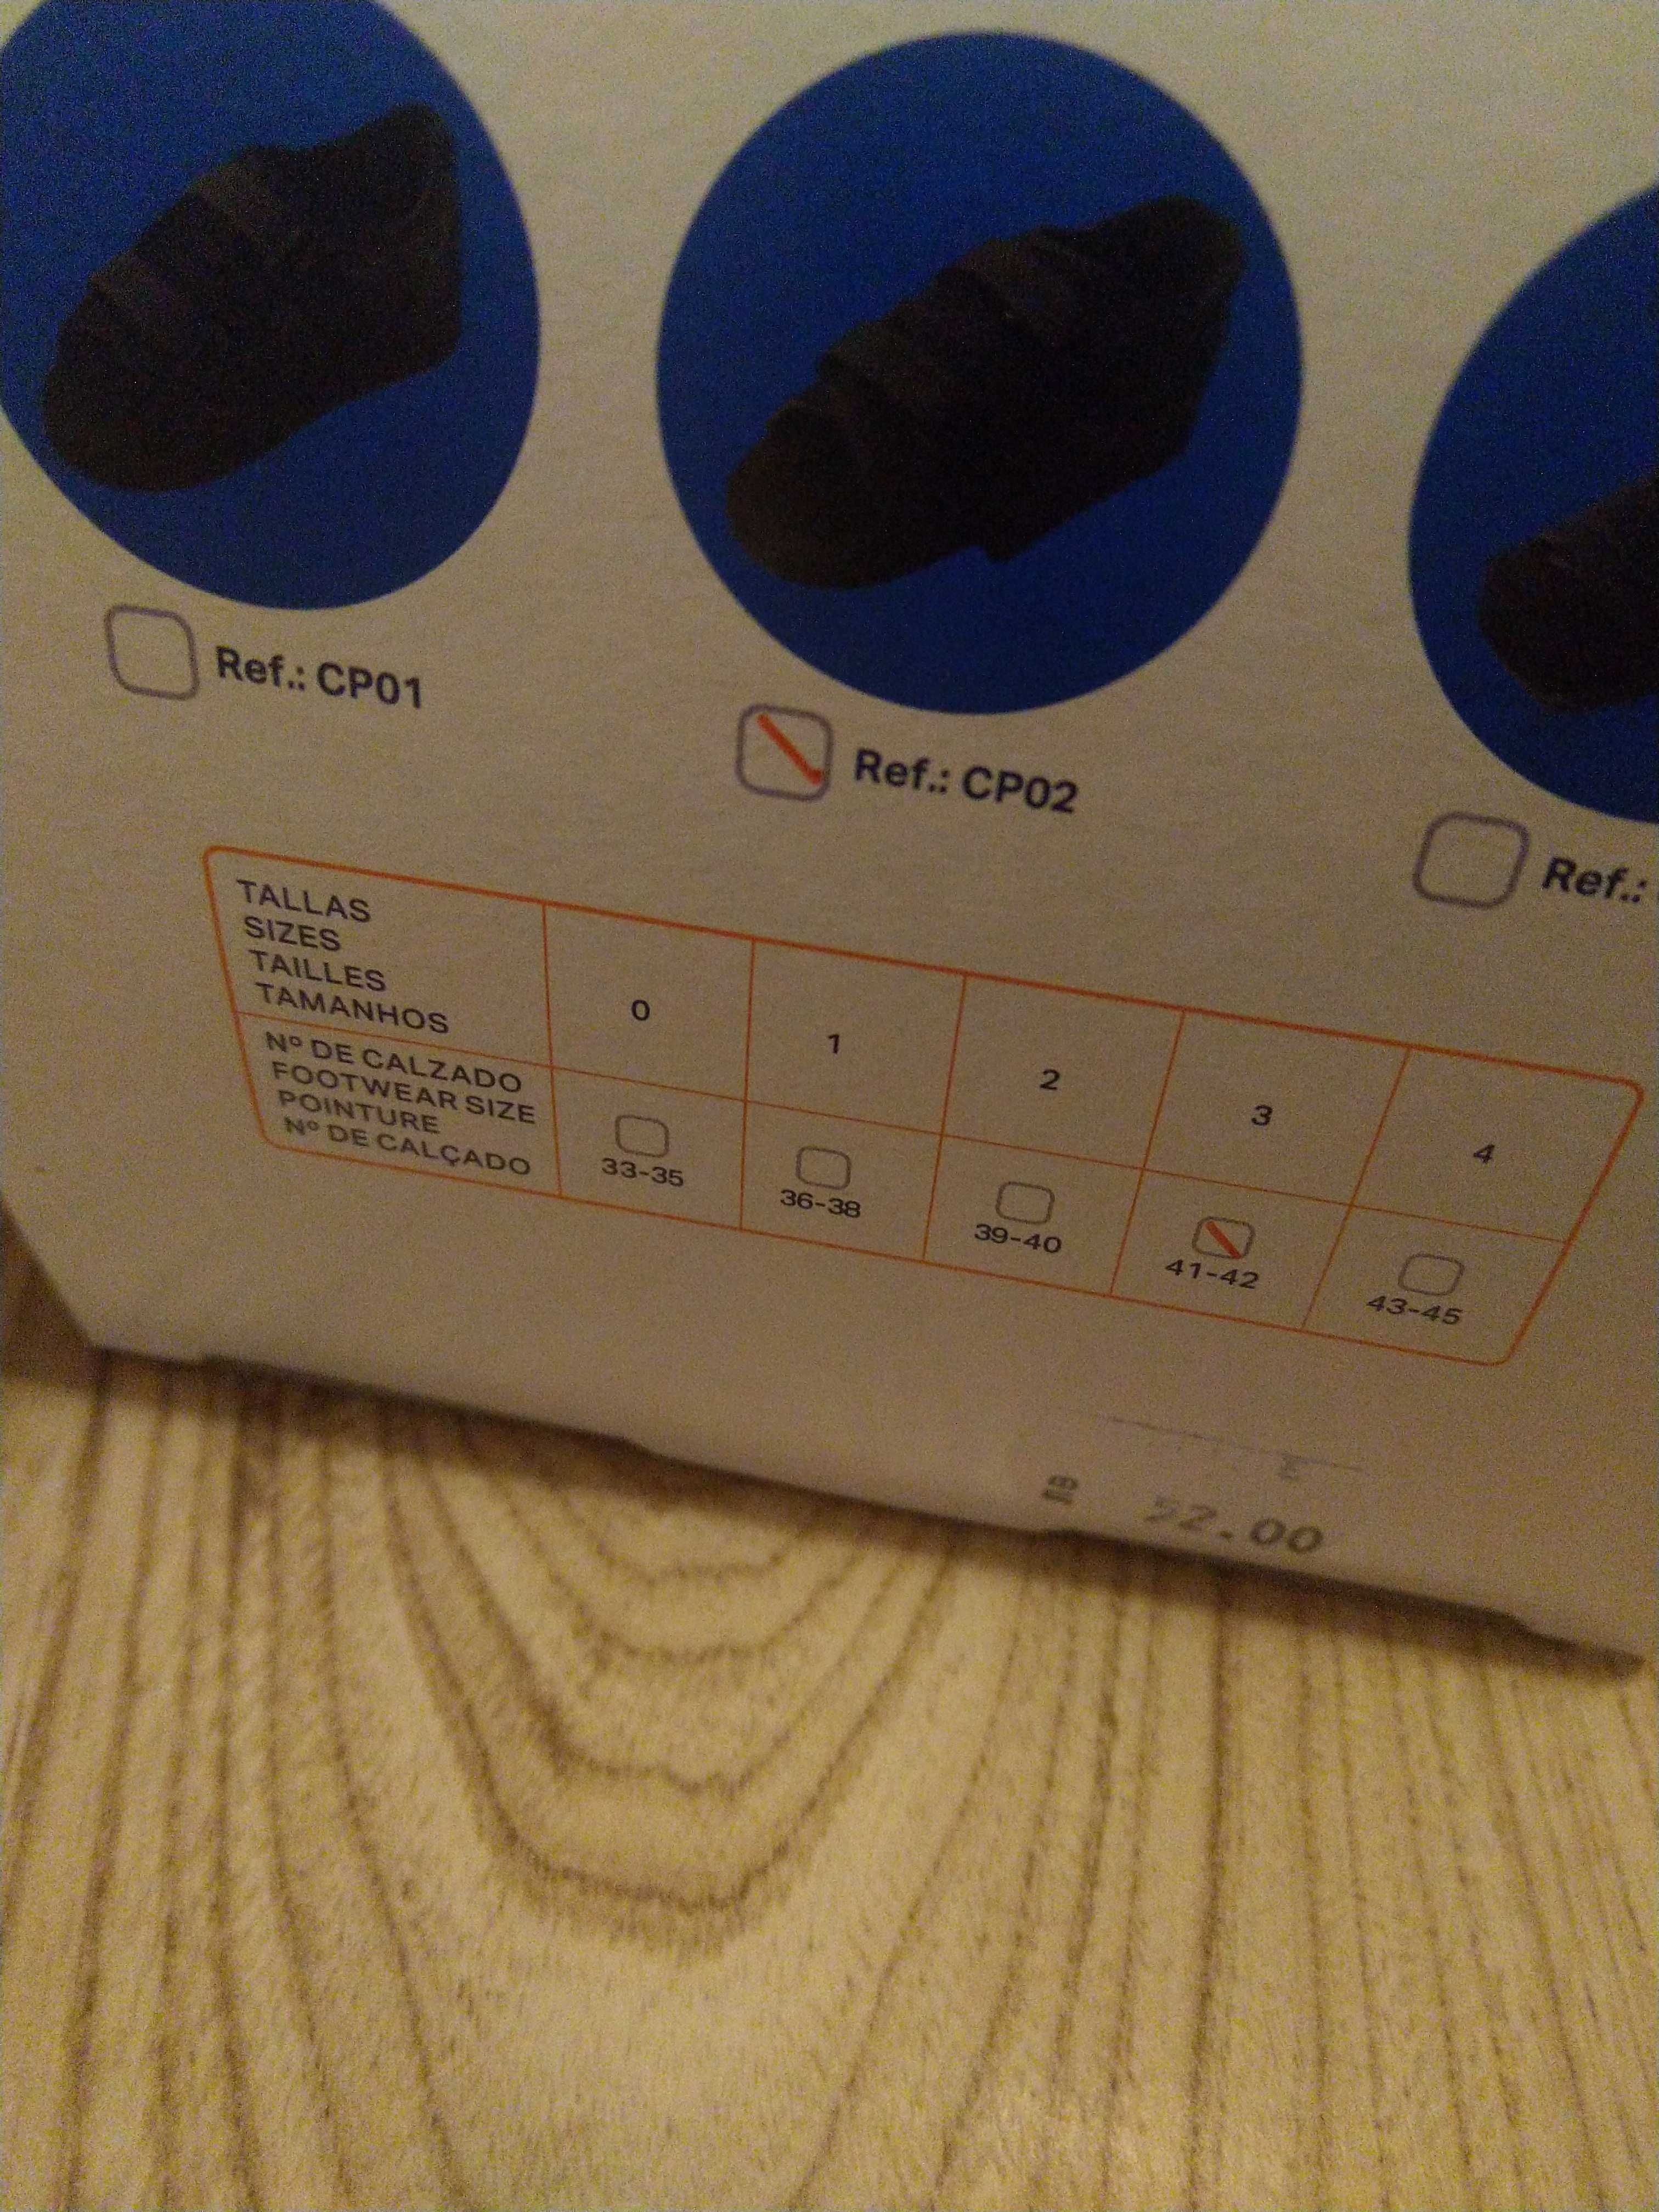 Ref.: CP01
Ref.: CP02
Ref.:
TALLAS
SIZES
TAILLES
TAMANHOS
0
1
2
3
4
Nº DE CALZADO
FOOTWEAR SIZE
POINTURE
Nº DE CALÇADO
33-35
36-38
39-40
41-42
43-45